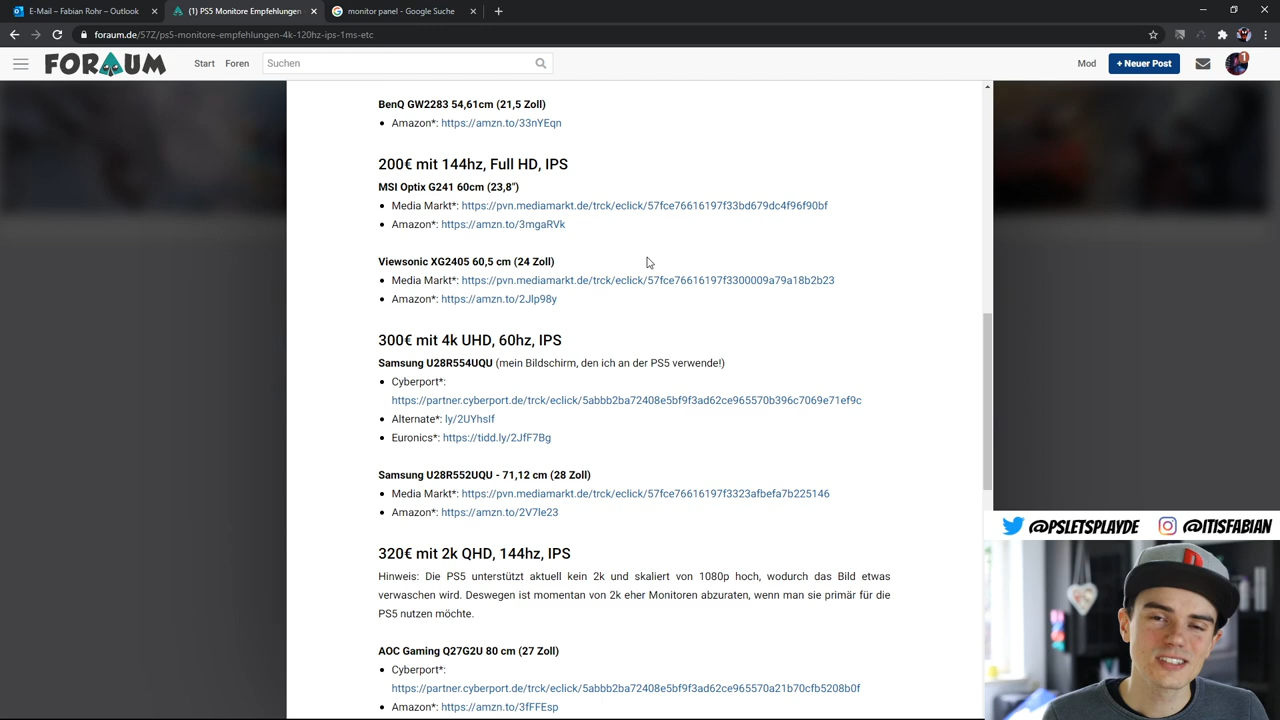 E-Mail – Fabian Rohr – Outlook
(1) PS5 Monitore Empfehlungen
monitor panel - Google Suche
foraum.de/57Z/ps5-monitore-empfehlungen-4k-120hz-ips-1ms-etc
FORAUM
Start
Foren
Suchen
Mod
+ Neuer Post
BenQ GW2283 54,61cm (21,5 Zoll)
Amazon*: https://amzn.to/33nYEqn
200€ mit 144hz, Full HD, IPS
MSI Optix G241 60cm (23,8")
Media Markt*: https://pvn.mediamarkt.de/trck/eclick/57fce76616197f33bd679dc4f96f90bf
Amazon*: https://amzn.to/3mgaRVk
Viewsonic XG2405 60,5 cm (24 Zoll)
Media Markt*: https://pvn.mediamarkt.de/trck/eclick/57fce76616197f3300009a79a18b2b23
Amazon*: https://amzn.to/2Jlp98y
300€ mit 4k UHD, 60hz, IPS
Samsung U28R554UQU (mein Bildschirm, den ich an der PS5 verwende!)
Cyberport*:
https://partner.cyberport.de/trck/eclick/5abbb2ba72408e5bf9f3ad62ce965570b396c7069e71ef9c
Alternate*: ly/2UYhsIf
Euronics*: https://tidd.ly/2JfF7Bg
Samsung U28R552UQU - 71,12 cm (28 Zoll)
Media Markt*: https://pvn.mediamarkt.de/trck/eclick/57fce76616197f3323afbefa7b225146
Amazon*: https://amzn.to/2V7le23
320€ mit 2k QHD, 144hz, IPS
Hinweis: Die PS5 unterstützt aktuell kein 2k und skaliert von 1080p hoch, wodurch das Bild etwas
verwaschen wird. Deswegen ist momentan von 2k eher Monitoren abzuraten, wenn man sie primär für die
PS5 nutzen möchte.
AOC Gaming Q27G2U 80 cm (27 Zoll)
Cyberport*:
https://partner.cyberport.de/trck/eclick/5abbb2ba72408e5bf9f3ad62ce965570a21b70cfb5208b0f
Amazon*: https://amzn.to/3fFFEsp
@PSLETSPLAYDE
@ITISFABIAN